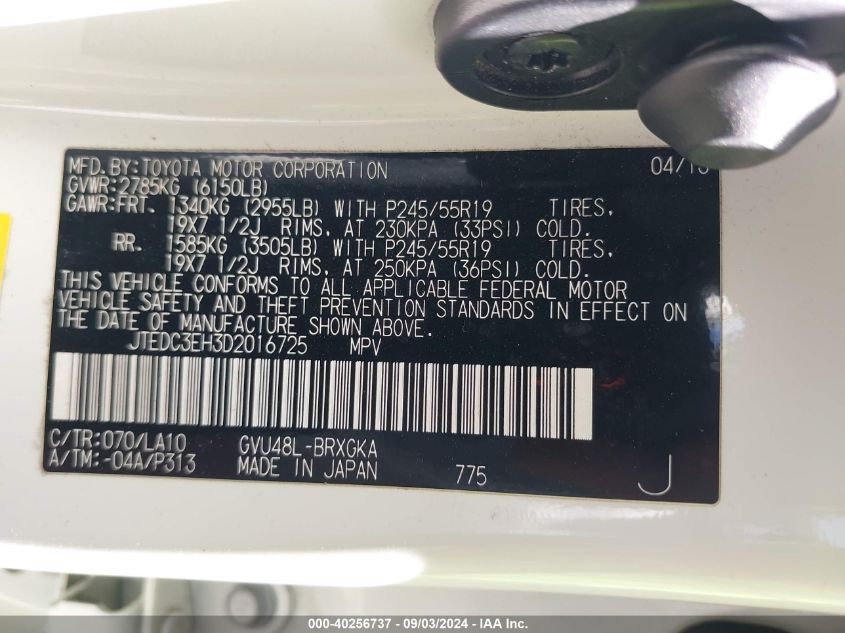 MFD. BY: TOYOTA MOTOR CORPORATION 04/13
GVWR: 2785KG (6150LB)
GAWR: FRT. 1340KG (2955LB) WITH P245/55R19 TIRES,
19X7 1/2J RIMS, AT 230KPA (33PSI) COLD.
RR. 1585KG (3505LB) WITH P245/55R19 TIRES,
19X7 1/2J RIMS, AT 250KPA (36PSI) COLD.
THIS VEHICLE CONFORMS TO ALL APPLICABLE FEDERAL MOTOR
VEHICLE SAFETY AND THEFT PREVENTION STANDARDS IN EFFECT ON
THE DATE OF MANUFACTURE SHOWN ABOVE.
JTEDC3EH3D2016725 MPV
C/TR: 070/LA10 GVU48L-BRXGKA
A/TM: -04A/P313 MADE IN JAPAN 775 J
000-40256737 - 09/03/2024 - IAA Inc.